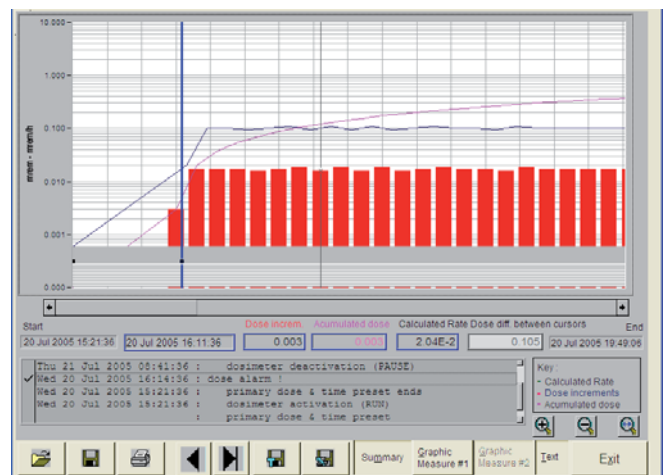 10.000
1.000
0.100
0.010
0.001
0.000
mrem - mrem/h
Start
Dose increm.
Acumulated dose
Calculated Rate
Dose diff. between cursors
End
20 Jul 2005 15:21:36
20 Jul 2005 16:11:36
0.003
0.003
2.04E-2
0.105
20 Jul 2005 19:49:06
Thu 21 Jul 2005 08:41:36 : dosimeter deactivation (PAUSE)
Wed 20 Jul 2005 16:14:36 : dose alarm !
Wed 20 Jul 2005 15:21:36 : primary dose & time preset ends
Wed 20 Jul 2005 15:21:36 : dosimeter activation (RUN)
: primary dose & time preset
Key:
- Calculated Rate
- Dose increments
- Acumulated dose
Summary
Graphic Measure #1
Graphic Measure #2
Text
Exit